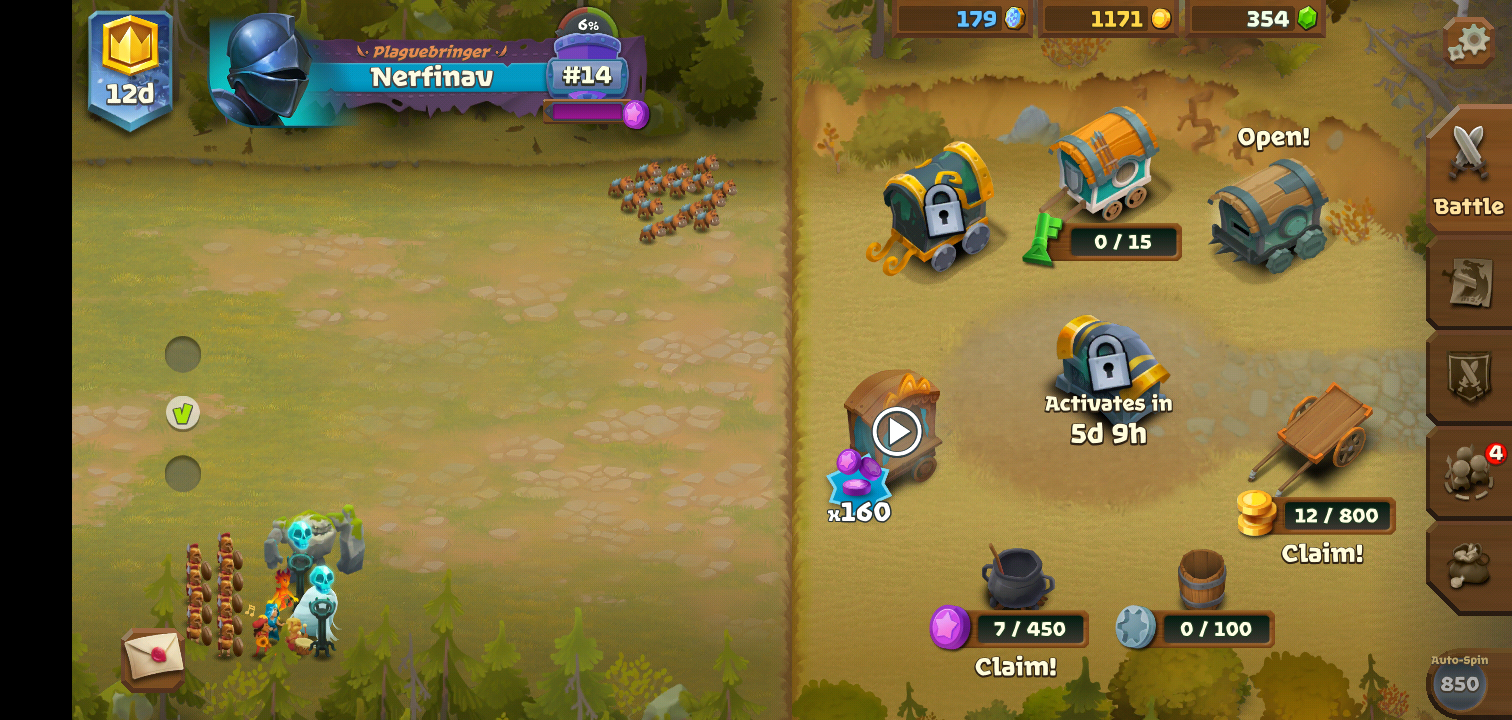 12d
Plaguebringer
Nerfinav
6%
#14
179
1171
354
Open!
0 / 15
Battle
Activates in
5d 9h
x160
4
12 / 800
Claim!
7 / 450
Claim!
0 / 100
Auto-Spin
850